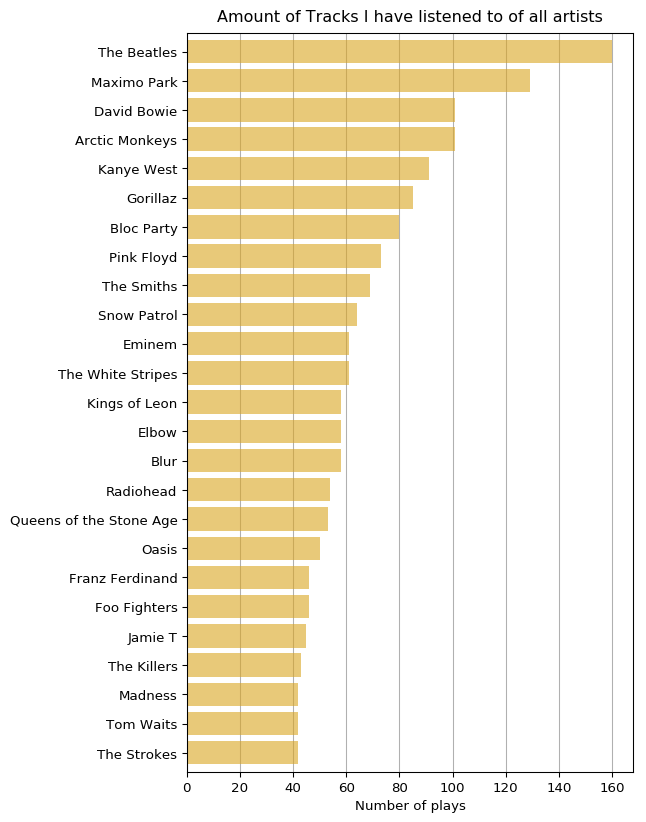 Amount of Tracks I have listened to of all artists
The Beatles
Maximo Park
David Bowie
Arctic Monkeys
Kanye West
Gorillaz
Bloc Party
Pink Floyd
The Smiths
Snow Patrol
Eminem
The White Stripes
Kings of Leon
Elbow
Blur
Radiohead
Queens of the Stone Age
Oasis
Franz Ferdinand
Foo Fighters
Jamie T
The Killers
Madness
Tom Waits
The Strokes
0 20 40 60 80 100 120 140 160
Number of plays